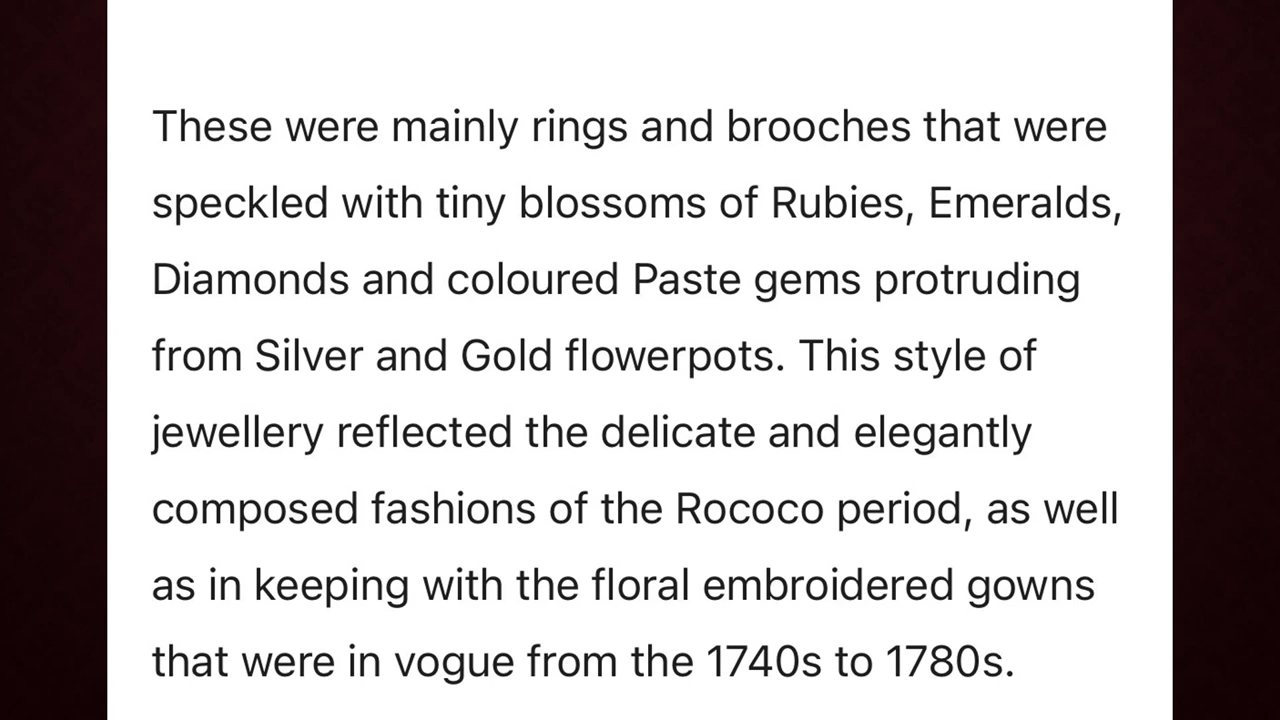 These were mainly rings and brooches that were
speckled with tiny blossoms of Rubies, Emeralds,
Diamonds and coloured Paste gems protruding
from Silver and Gold flowerpots. This style of
jewellery reflected the delicate and elegantly
composed fashions of the Rococo period, as well
as in keeping with the floral embroidered gowns
that were in vogue from the 1740s to 1780s.